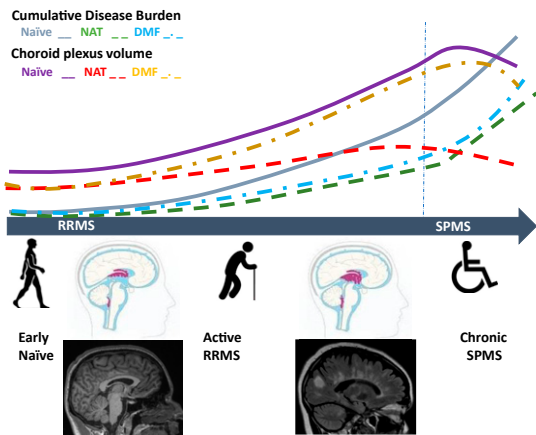 Cumulative Disease Burden
Naïve __ NAT _ _ DMF _. _
Choroid plexus volume
Naïve __ NAT _ _ DMF _. _
RRMS SPMS
Early Naïve
Active RRMS
Chronic SPMS